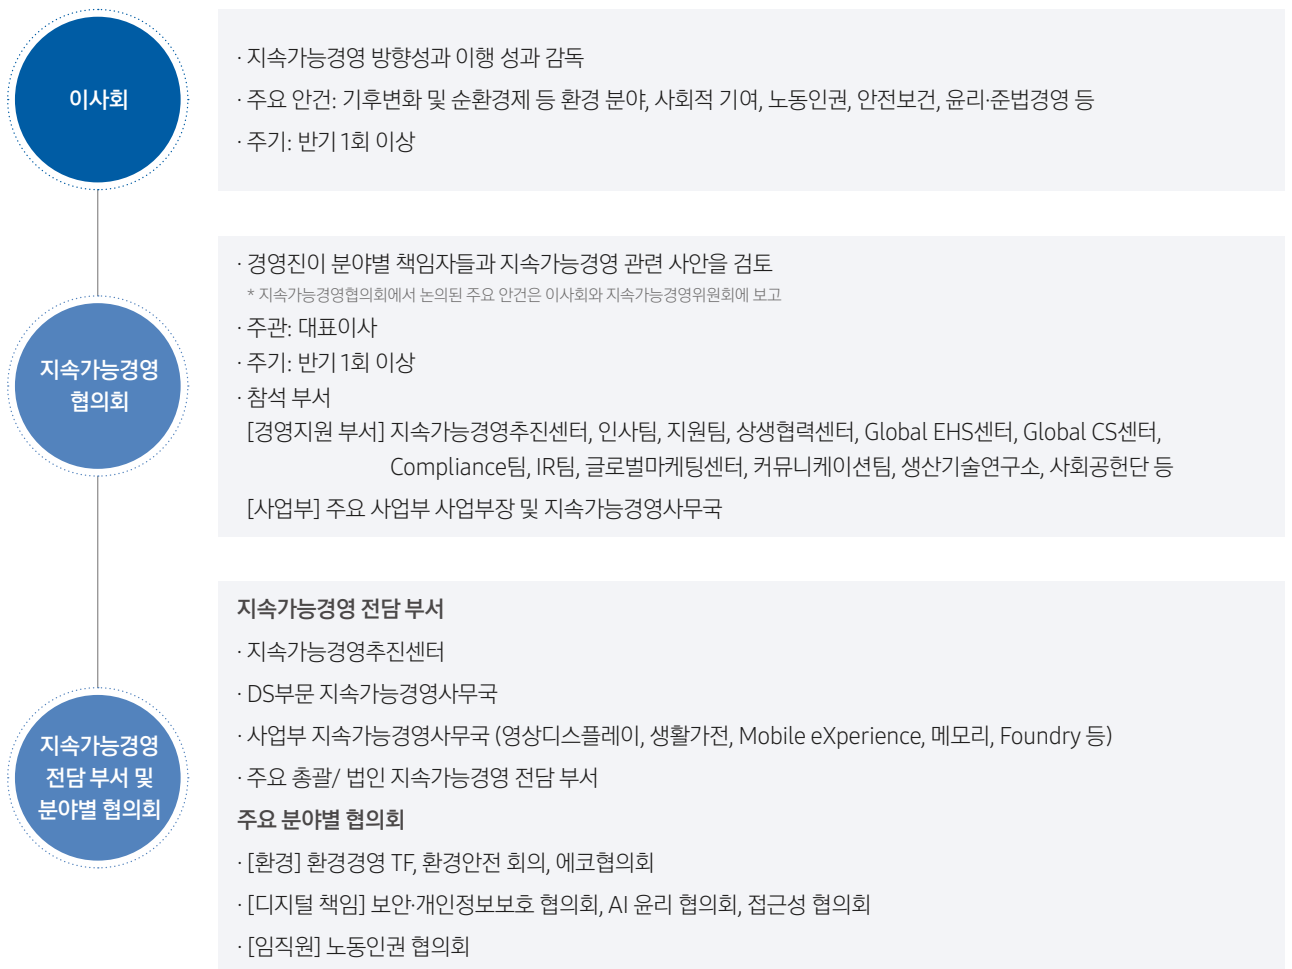 이사회
· 지속가능경영 방향성과 이행 성과 감독
· 주요 안건: 기후변화 및 순환경제 등 환경 분야, 사회적 기여, 노동인권, 안전보건, 윤리·준법경영 등
· 주기: 반기 1회 이상
지속가능경영
협의회
· 경영진이 분야별 책임자들과 지속가능경영 관련 사안을 검토
* 지속가능경영협의회에서 논의된 주요 안건은 이사회와 지속가능경영위원회에 보고
· 주관: 대표이사
· 주기: 반기 1회 이상
· 참석 부서
[경영지원 부서] 지속가능경영추진센터, 인사팀, 지원팀, 상생협력센터, Global EHS센터, Global CS센터,
Compliance팀, IR팀, 글로벌마케팅센터, 커뮤니케이션팀, 생산기술연구소, 사회공헌단 등
[사업부] 주요 사업부 사업부장 및 지속가능경영사무국
지속가능경영
전담 부서 및
분야별 협의회
지속가능경영 전담 부서
· 지속가능경영추진센터
· DS부문 지속가능경영사무국
· 사업부 지속가능경영사무국 (영상디스플레이, 생활가전, Mobile eXperience, 메모리, Foundry 등)
· 주요 총괄/ 법인 지속가능경영 전담 부서
주요 분야별 협의회
· [환경] 환경경영 TF, 환경안전 회의, 에코협의회
· [디지털 책임] 보안·개인정보보호 협의회, AI 윤리 협의회, 접근성 협의회
· [임직원] 노동인권 협의회